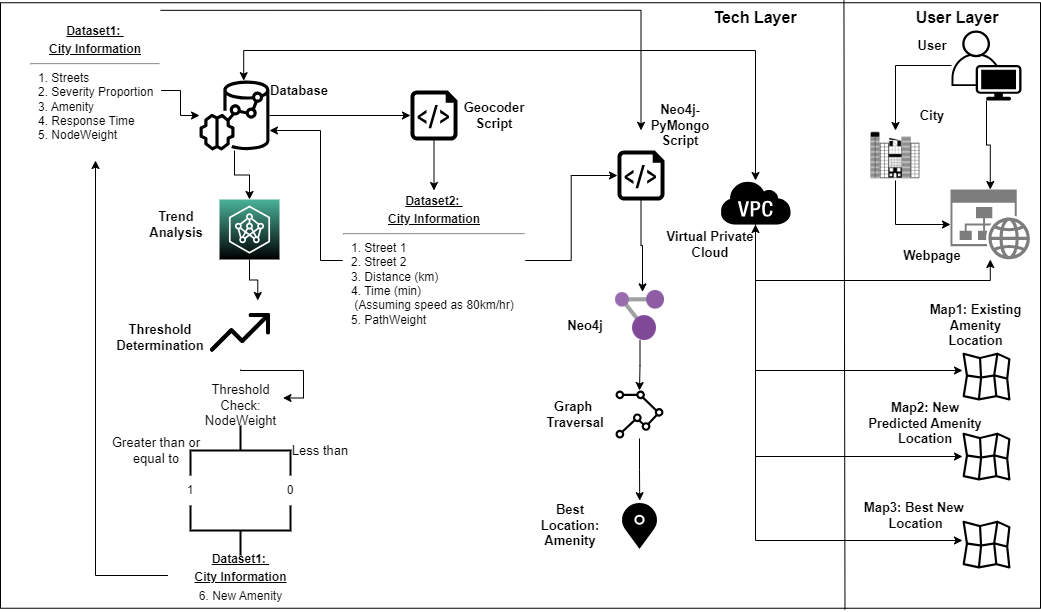 Tech Layer
User Layer
Dataset1:
City Information
1. Streets
2. Severity Proportion
3. Amenity
4. Response Time
5. NodeWeight
Database
Geocoder
Script
Neo4j-
PyMongo
Script
User
City
Webpage
VPC
Virtual Private
Cloud
Dataset2:
City Information
1. Street 1
2. Street 2
3. Distance (km)
4. Time (min)
(Assuming speed as 80km/hr)
5. PathWeight
Trend
Analysis
Threshold
Determination
Neo4j
Threshold
Check:
NodeWeight
Greater than or
equal to
Less than
1
0
Graph
Traversal
Best
Location:
Amenity
Map1: Existing
Amenity
Location
Map2: New
Predicted Amenity
Location
Map3: Best New
Location
Dataset1:
City Information
6. New Amenity